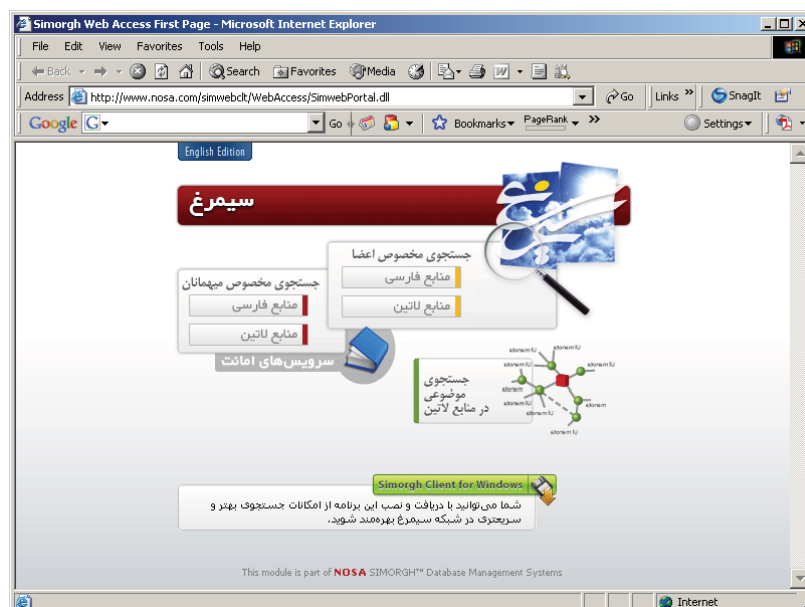 Simorgh Web Access First Page - Microsoft Internet Explorer
File Edit View Favorites Tools Help
Back Search Favorites Media
Address http://www.nosa.com/simwebclt/WebAccess/SimwebPortal.dll Go Links » SnagIt
Google G Go Bookmarks PageRank » Settings
English Edition
سیمرغ
جستجوی مخصوص اعضا
منابع فارسی
منابع لاتین
جستجوی مخصوص میهمانان
منابع فارسی
منابع لاتین
سرویس‌های امانت
جستجوی
موضوعی
در منابع لاتین
Simorgh Client for Windows
شما می‌توانید با دریافت و نصب این برنامه از امکانات جستجوی بهتر و
سریعتری در شبکه سیمرغ بهره‌مند شوید.
This module is part of NOSA SIMORGH™ Database Management Systems
Internet